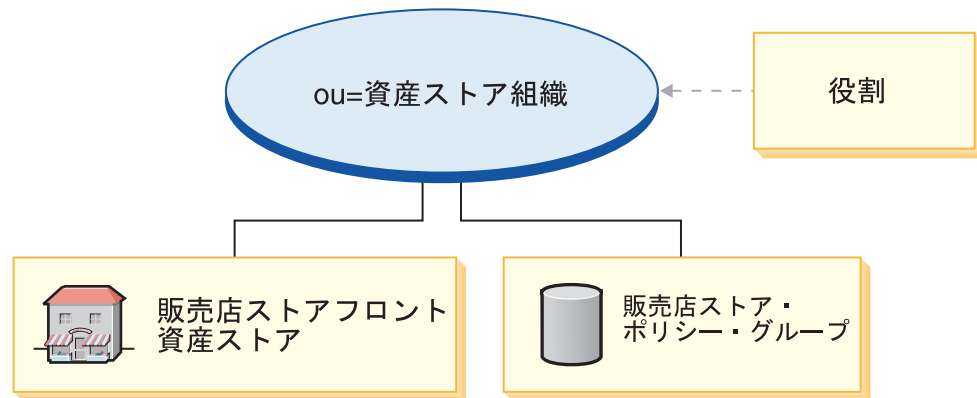 ou=資産ストア組織
役割
販売店ストアフロント
資産ストア
販売店ストア・
ポリシー・グループ